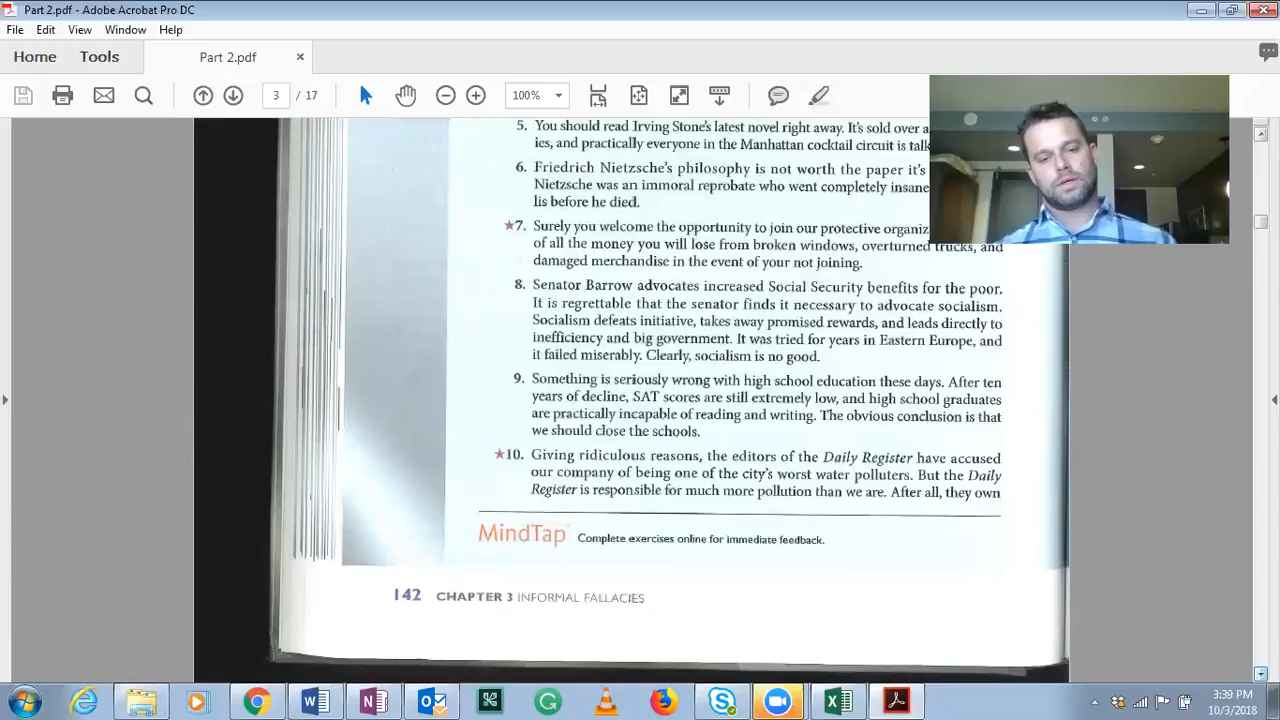 Part 2.pdf - Adobe Acrobat Pro DC
File Edit View Window Help
Home Tools Part 2.pdf ×
3 / 17 100%
5. You should read Irving Stone's latest novel right away. It's sold over a
ies, and practically everyone in the Manhattan cocktail circuit is talk
6. Friedrich Nietzsche's philosophy is not worth the paper it's
Nietzsche was an immoral reprobate who went completely insane
lis before he died.
★7. Surely you welcome the opportunity to join our protective organiz
of all the money you will lose from broken windows, overturned trucks, and
damaged merchandise in the event of your not joining.
8. Senator Barrow advocates increased Social Security benefits for the poor.
It is regrettable that the senator finds it necessary to advocate socialism.
Socialism defeats initiative, takes away promised rewards, and leads directly to
inefficiency and big government. It was tried for years in Eastern Europe, and
it failed miserably. Clearly, socialism is no good.
9. Something is seriously wrong with high school education these days. After ten
years of decline, SAT scores are still extremely low, and high school graduates
are practically incapable of reading and writing. The obvious conclusion is that
we should close the schools.
★10. Giving ridiculous reasons, the editors of the Daily Register have accused
our company of being one of the city's worst water polluters. But the Daily
Register is responsible for much more pollution than we are. After all, they own
MindTap™ Complete exercises online for immediate feedback.
142 CHAPTER 3 INFORMAL FALLACIES
3:39 PM
10/3/2018